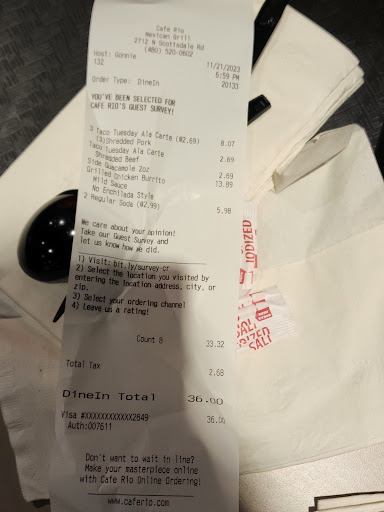 Cafe Rio
Mexican Grill
2712 N Scottsdale Rd
(480) 520-0602
Host: Gonnie 11/21/2023
132 5:59 PM
20133
Order Type: DineIn
YOU'VE BEEN SELECTED FOR
CAFE RIO'S GUEST SURVEY!
3 Taco Tuesday Ala Carte (@2.69) 8.07
(3)Shredded Pork
Taco Tuesday Ala Carte 2.69
Shredded Beef
Side Guacamole 2oz 2.69
Grilled Chicken Burrito 13.89
Mild Sauce
No Enchilada Style
2 Regular Soda (@2.99) 5.98
We care about your opinion!
Take our Guest Survey and
let us know how we did.
1) Visit: bit.ly/survey-cr
2) Select the location you visited by
entering the location address, city, or
zip.
3) Select your ordering channel
4) Leave us a rating!
Count 8 33.32
Total Tax 2.68
DineIn Total 36.00
Visa #XXXXXXXXXXXX2849 36.00
Auth:007611
Don't want to wait in line?
Make your masterpiece online
with Cafe Rio Online Ordering!
www.caferio.com
IODIZED
SALT